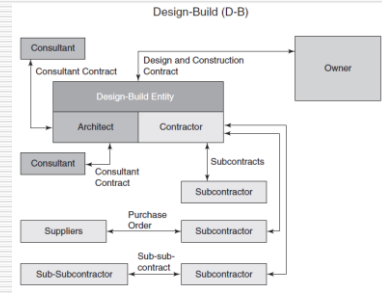 Design-Build (D-B)
Consultant
Consultant Contract
Design and Construction
Contract
Owner
Design-Build Entity
Architect
Contractor
Consultant
Consultant
Contract
Subcontracts
Subcontractor
Suppliers
Purchase
Order
Subcontractor
Sub-Subcontractor
Sub-sub-
contract
Subcontractor